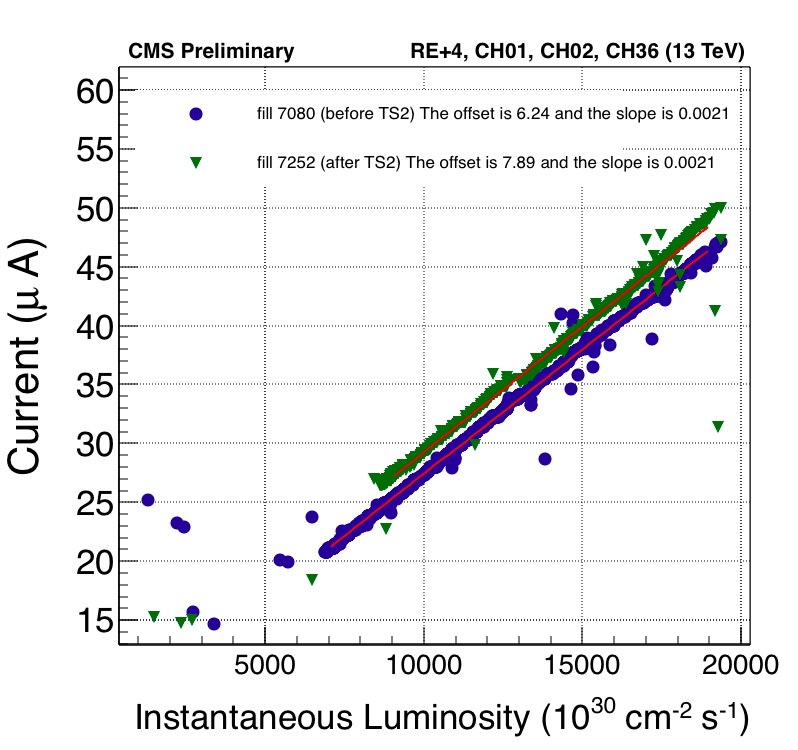 CMS Preliminary RE+4, CH01, CH02, CH36 (13 TeV)
60
fill 7080 (before TS2) The offset is 6.24 and the slope is 0.0021
55
fill 7252 (after TS2) The offset is 7.89 and the slope is 0.0021
50
45
40
35
30
25
20
15
Current (μ A)
5000 10000 15000 20000
Instantaneous Luminosity (10³⁰ cm⁻² s⁻¹)